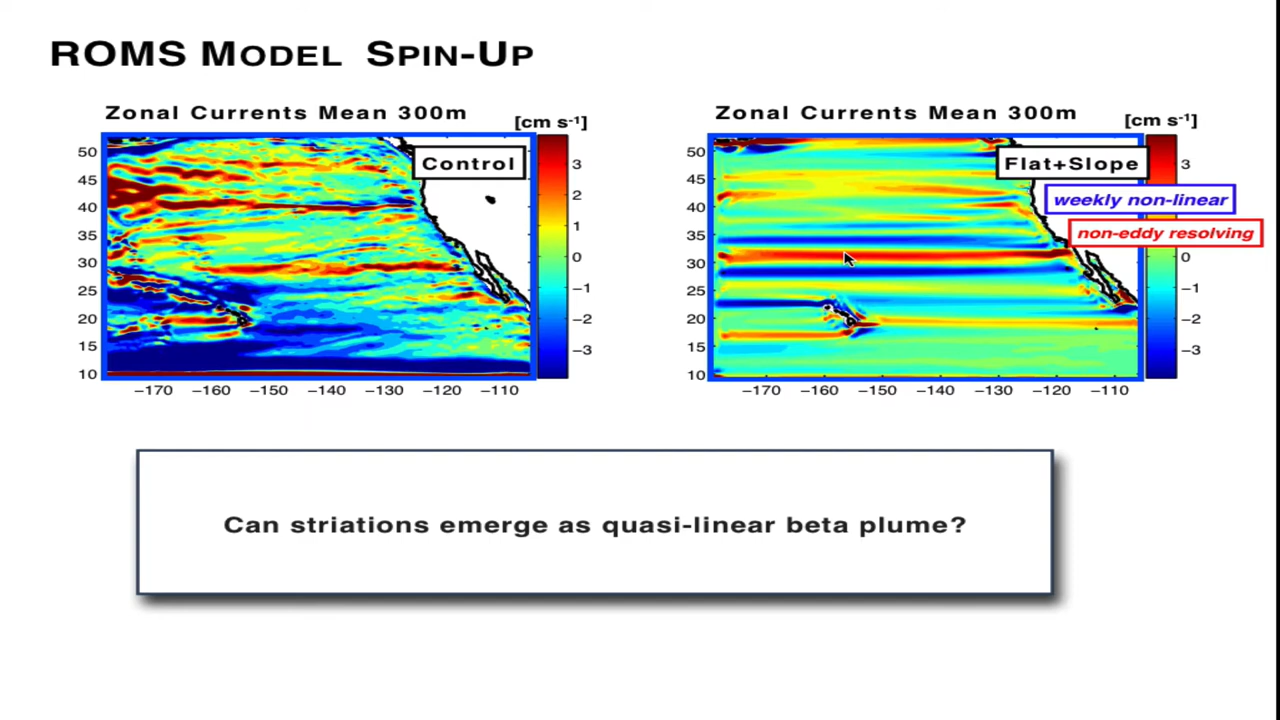 ROMS MODEL SPIN-UP
Zonal Currents Mean 300m
[cm s-1]
Control
50
45
40
35
30
25
20
15
10
−170 −160 −150 −140 −130 −120 −110
3
2
1
0
−1
−2
−3
Zonal Currents Mean 300m
[cm s-1]
Flat+Slope
weekly non-linear
non-eddy resolving
50
45
40
35
30
25
20
15
10
−170 −160 −150 −140 −130 −120 −110
3
0
−1
−2
−3
Can striations emerge as quasi-linear beta plume?